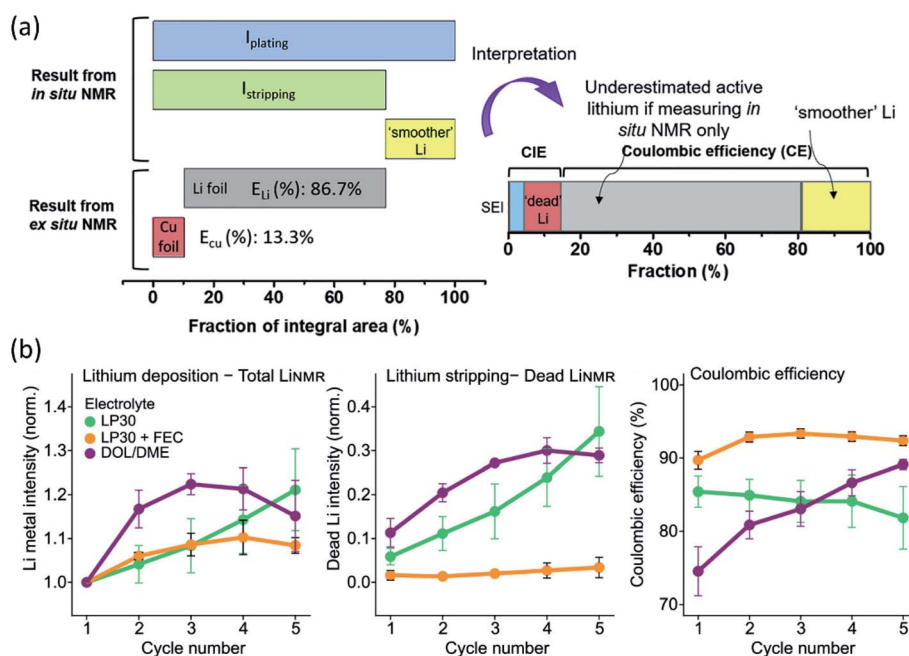 (a)
Result from
in situ NMR
Iplating
Istripping
'smoother'
Li
Result from
ex situ NMR
Li foil
ELi (%): 86.7%
Cu
foil
Ecu (%): 13.3%
0
20
40
60
80
100
Fraction of integral area (%)
Interpretation
Underestimated active
lithium if measuring in
situ NMR only
'smoother' Li
CIE
Coulombic efficiency (CE)
SEI
'dead'
Li
0
20
40
60
80
100
Fraction (%)
(b)
Lithium deposition – Total LiNMR
Electrolyte
LP30
LP30 + FEC
DOL/DME
Li metal intensity (norm.)
1.4
1.3
1.2
1.1
1.0
1
2
3
4
5
Cycle number
Lithium stripping– Dead LiNMR
Dead Li intensity (norm.)
0.4
0.3
0.2
0.1
0.0
1
2
3
4
5
Cycle number
Coulombic efficiency
Coulombic efficiency (%)
100
90
80
70
1
2
3
4
5
Cycle number